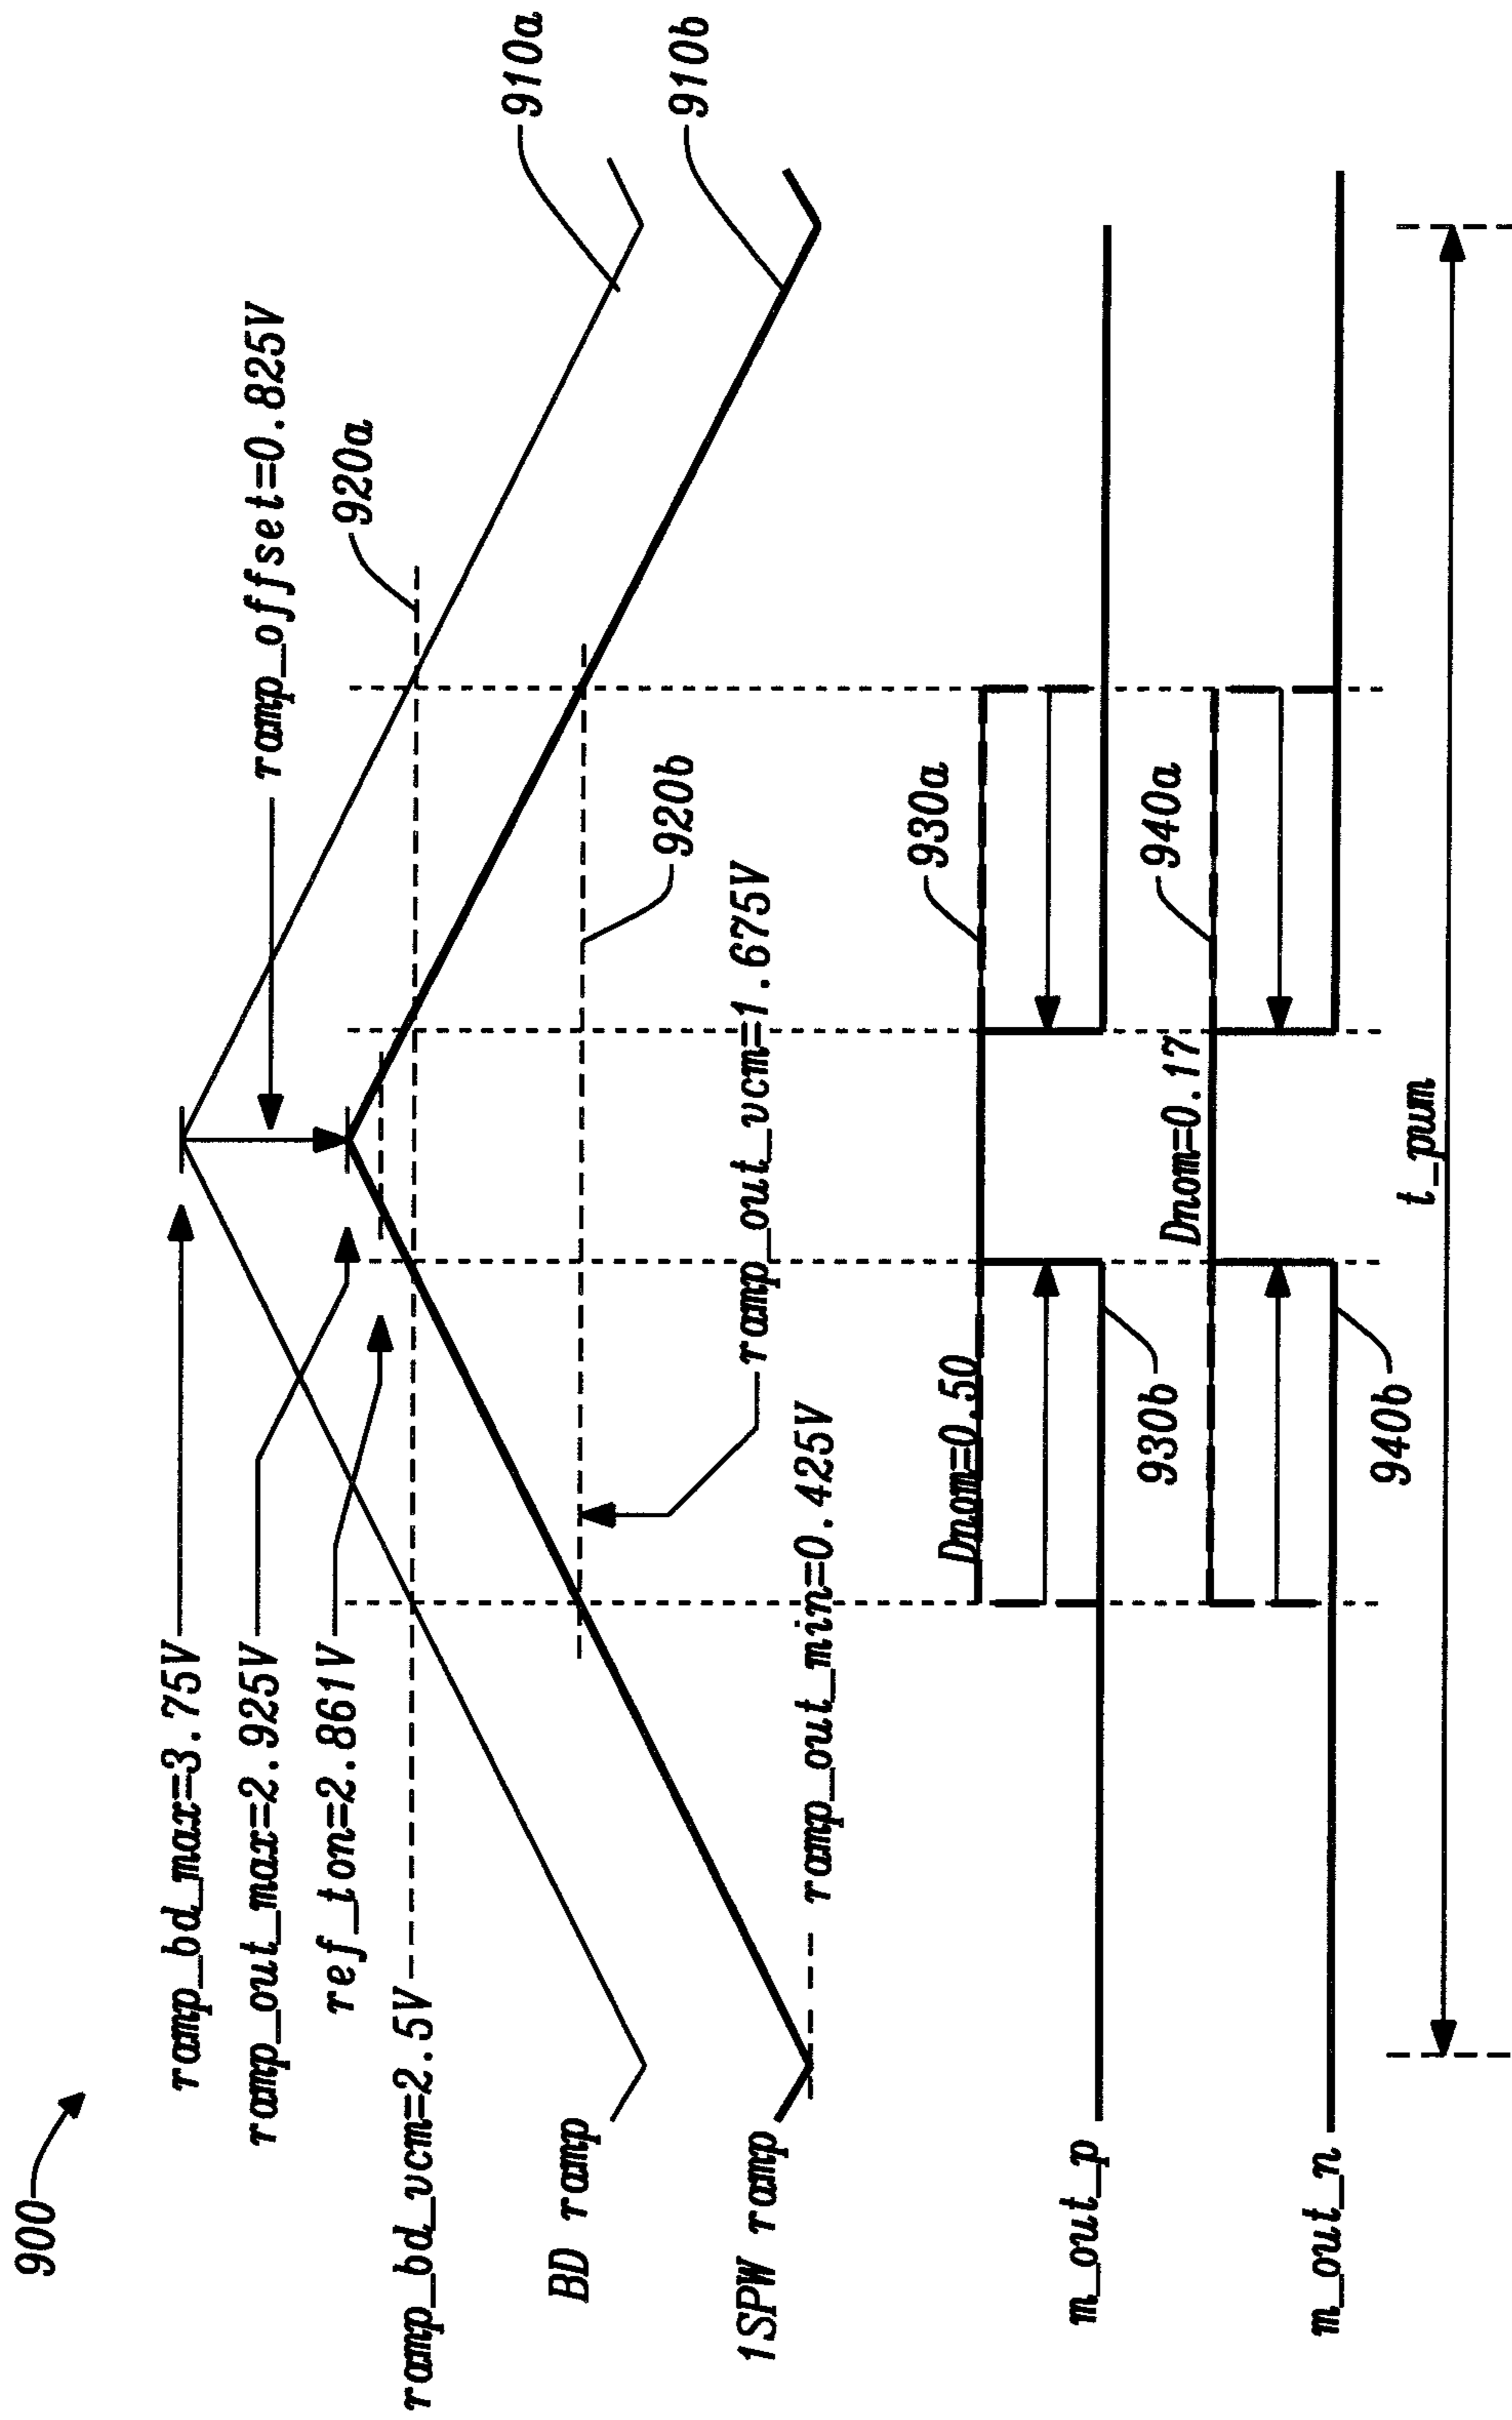 900
ramp_bd_max=3.75V
ramp_offset=0.825V
ramp_out_max=2.925V
ref_ton=2.861V
920a
ramp_bd_vcm=2.5V
910a
BD ramp
920b
910b
1SPW ramp
ramp_out_vcm=1.675V
ramp_out_min=0.425V
Dnom=0.50
930a
m_out_p
930b
Dnom=0.17
940a
m_out_n
940b
t_pwm